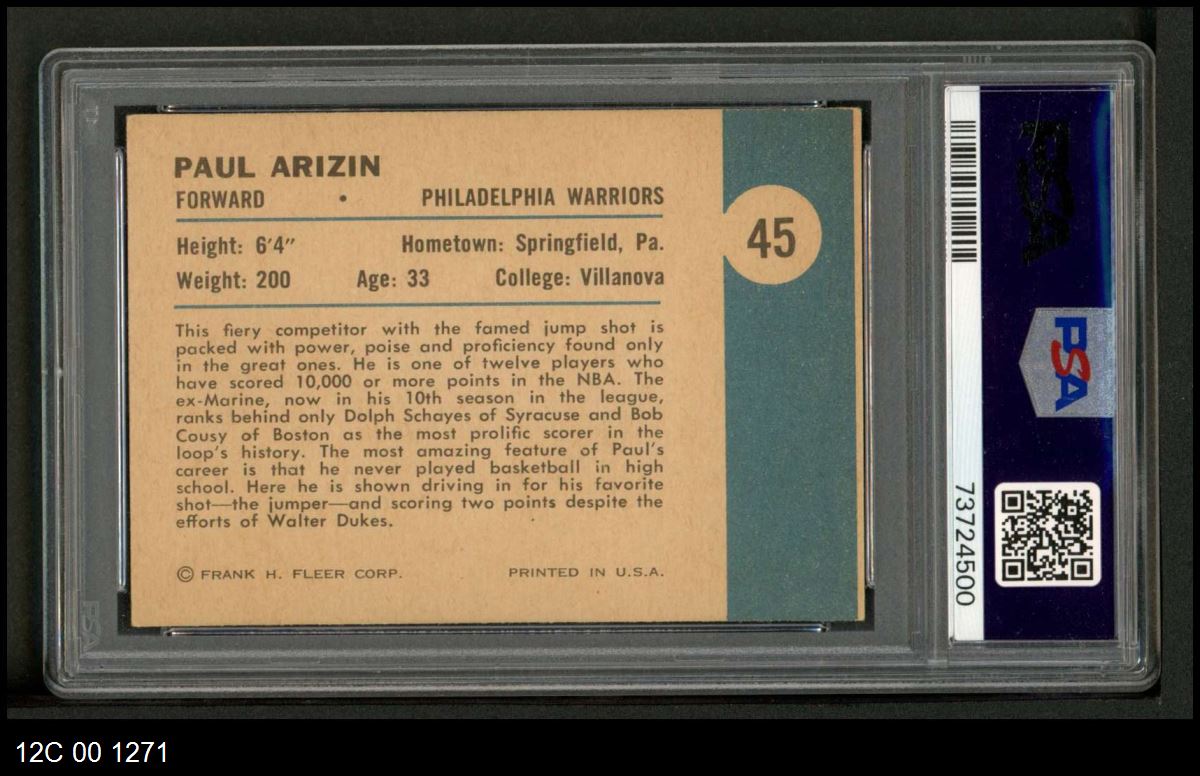 PAUL ARIZIN
FORWARD • PHILADELPHIA WARRIORS
Height: 6'4" Hometown: Springfield, Pa.
Weight: 200 Age: 33 College: Villanova
45
This fiery competitor with the famed jump shot is
packed with power, poise and proficiency found only
in the great ones. He is one of twelve players who
have scored 10,000 or more points in the NBA. The
ex-Marine, now in his 10th season in the league,
ranks behind only Dolph Schayes of Syracuse and Bob
Cousy of Boston as the most prolific scorer in the
loop's history. The most amazing feature of Paul's
career is that he never played basketball in high
school. Here he is shown driving in for his favorite
shot—the jumper—and scoring two points despite the
efforts of Walter Dukes.
© FRANK H. FLEER CORP. PRINTED IN U.S.A.
PSA
PSA
73724500
PSA
12C 00 1271